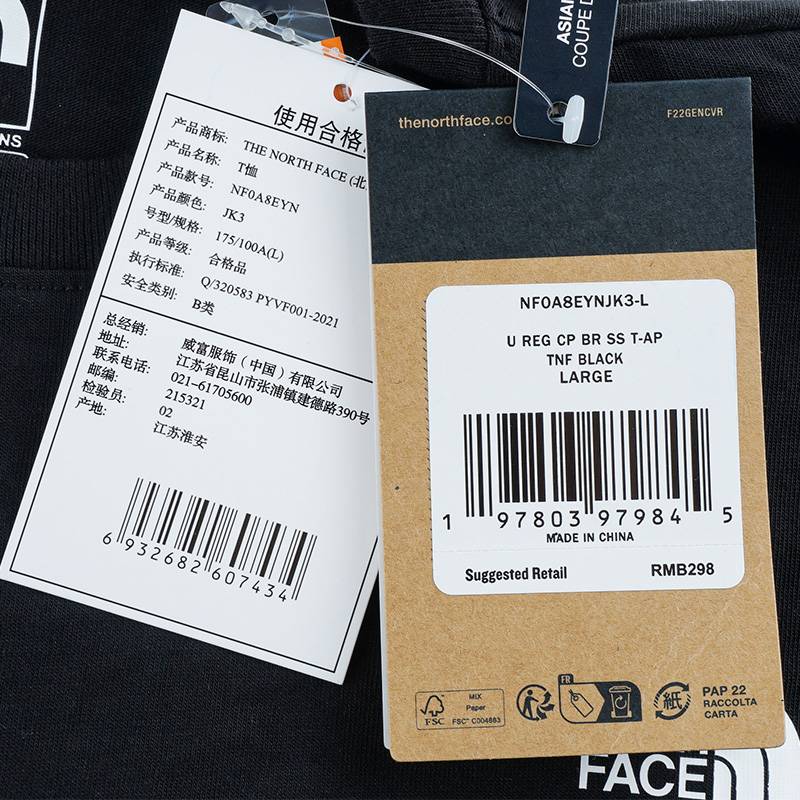 NS
ASIAN
COUPE D
使用合格
产品商标: THE NORTH FACE (北
产品名称: T恤
产品款号: NF0A8EYN
产品颜色: JK3
号型/规格: 175/100A(L)
产品等级: 合格品
执行标准: Q/320583 PYVF001-2021
安全类别: B类
总经销: 威富服饰（中国）有限公司
地址: 江苏省昆山市张浦镇建德路390号
联系电话: 021-61705600
邮编: 215321
检验员: 02
产地: 江苏淮安
6 932682 607434
thenorthface.co
F22GENCVR
NF0A8EYNJK3-L
U REG CP BR SS T-AP
TNF BLACK
LARGE
1 97803 97984 5
MADE IN CHINA
Suggested Retail RMB298
FSC
MIX
Paper
FSC™ C004883
FR
紙
PAP 22
RACCOLTA
CARTA
FACE